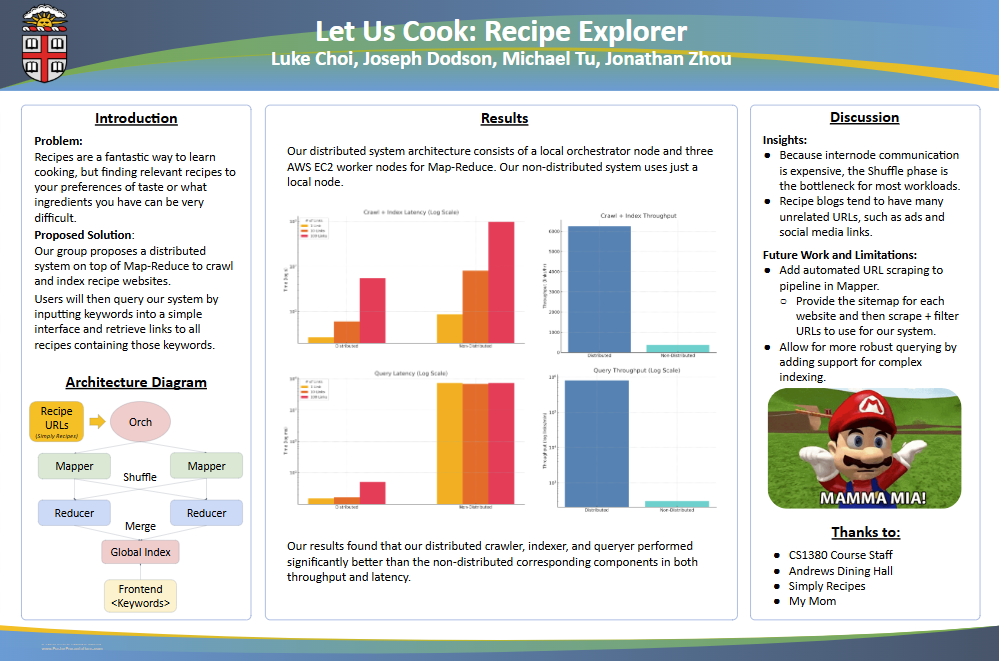 Let Us Cook: Recipe Explorer
Luke Choi, Joseph Dodson, Michael Tu, Jonathan Zhou
Introduction
Problem:
Recipes are a fantastic way to learn
cooking, but finding relevant recipes to
your preferences of taste or what
ingredients you have can be very
difficult.
Proposed Solution:
Our group proposes a distributed
system on top of Map-Reduce to crawl
and index recipe websites.
Users will then query our system by
inputting keywords into a simple
interface and retrieve links to all
recipes containing those keywords.
Architecture Diagram
Recipe
URLs
(Simply Recipes)
Orch
Mapper
Mapper
Shuffle
Reducer
Reducer
Merge
Global Index
Frontend
<Keywords>
Results
Our distributed system architecture consists of a local orchestrator node and three
AWS EC2 worker nodes for Map-Reduce. Our non-distributed system uses just a
local node.
Crawl + Index Latency (Log Scale)
Distributed
Non-Distributed
Crawl + Index Throughput
6000
5000
4000
3000
2000
1000
0
Distributed
Non-Distributed
Query Latency (Log Scale)
Distributed
Non-Distributed
Query Throughput (Log Scale)
Distributed
Non-Distributed
Our results found that our distributed crawler, indexer, and queryer performed
significantly better than the non-distributed corresponding components in both
throughput and latency.
Discussion
Insights:
● Because internode communication
is expensive, the Shuffle phase is
the bottleneck for most workloads.
● Recipe blogs tend to have many
unrelated URLs, such as ads and
social media links.
Future Work and Limitations:
● Add automated URL scraping to
pipeline in Mapper.
○ Provide the sitemap for each
website and then scrape + filter
URLs to use for our system.
● Allow for more robust querying by
adding support for complex
indexing.
MAMMA MIA!
Thanks to:
● CS1380 Course Staff
● Andrews Dining Hall
● Simply Recipes
● My Mom